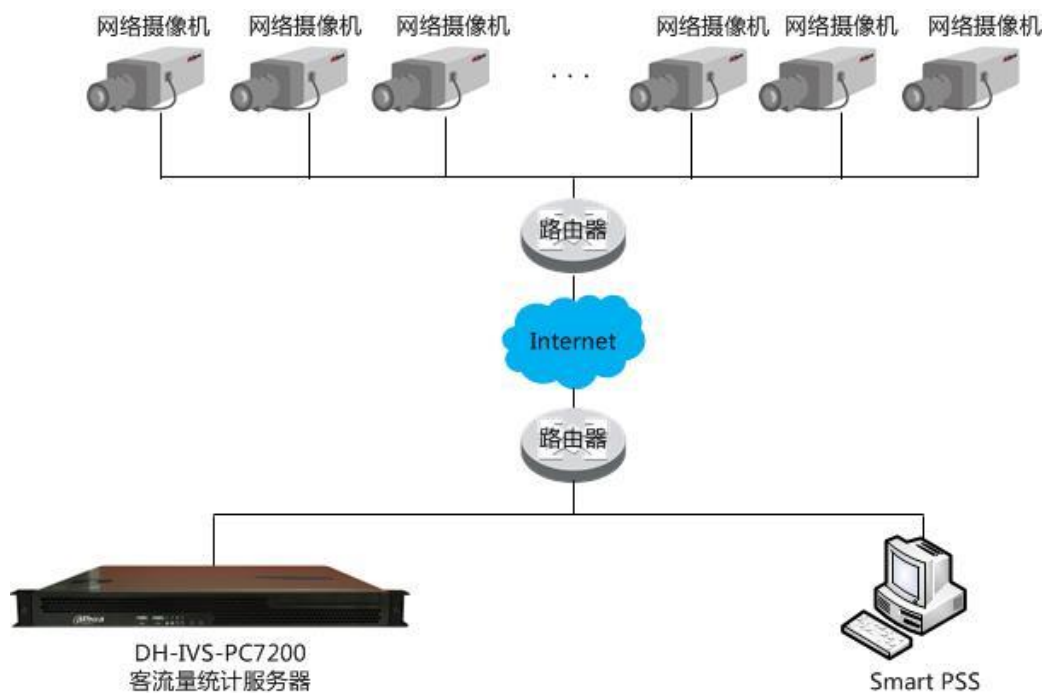 网络摄像机
网络摄像机
网络摄像机
...
网络摄像机
网络摄像机
网络摄像机
路由器
Internet
路由器
alhua
DH-IVS-PC7200
客流量统计服务器
Smart PSS